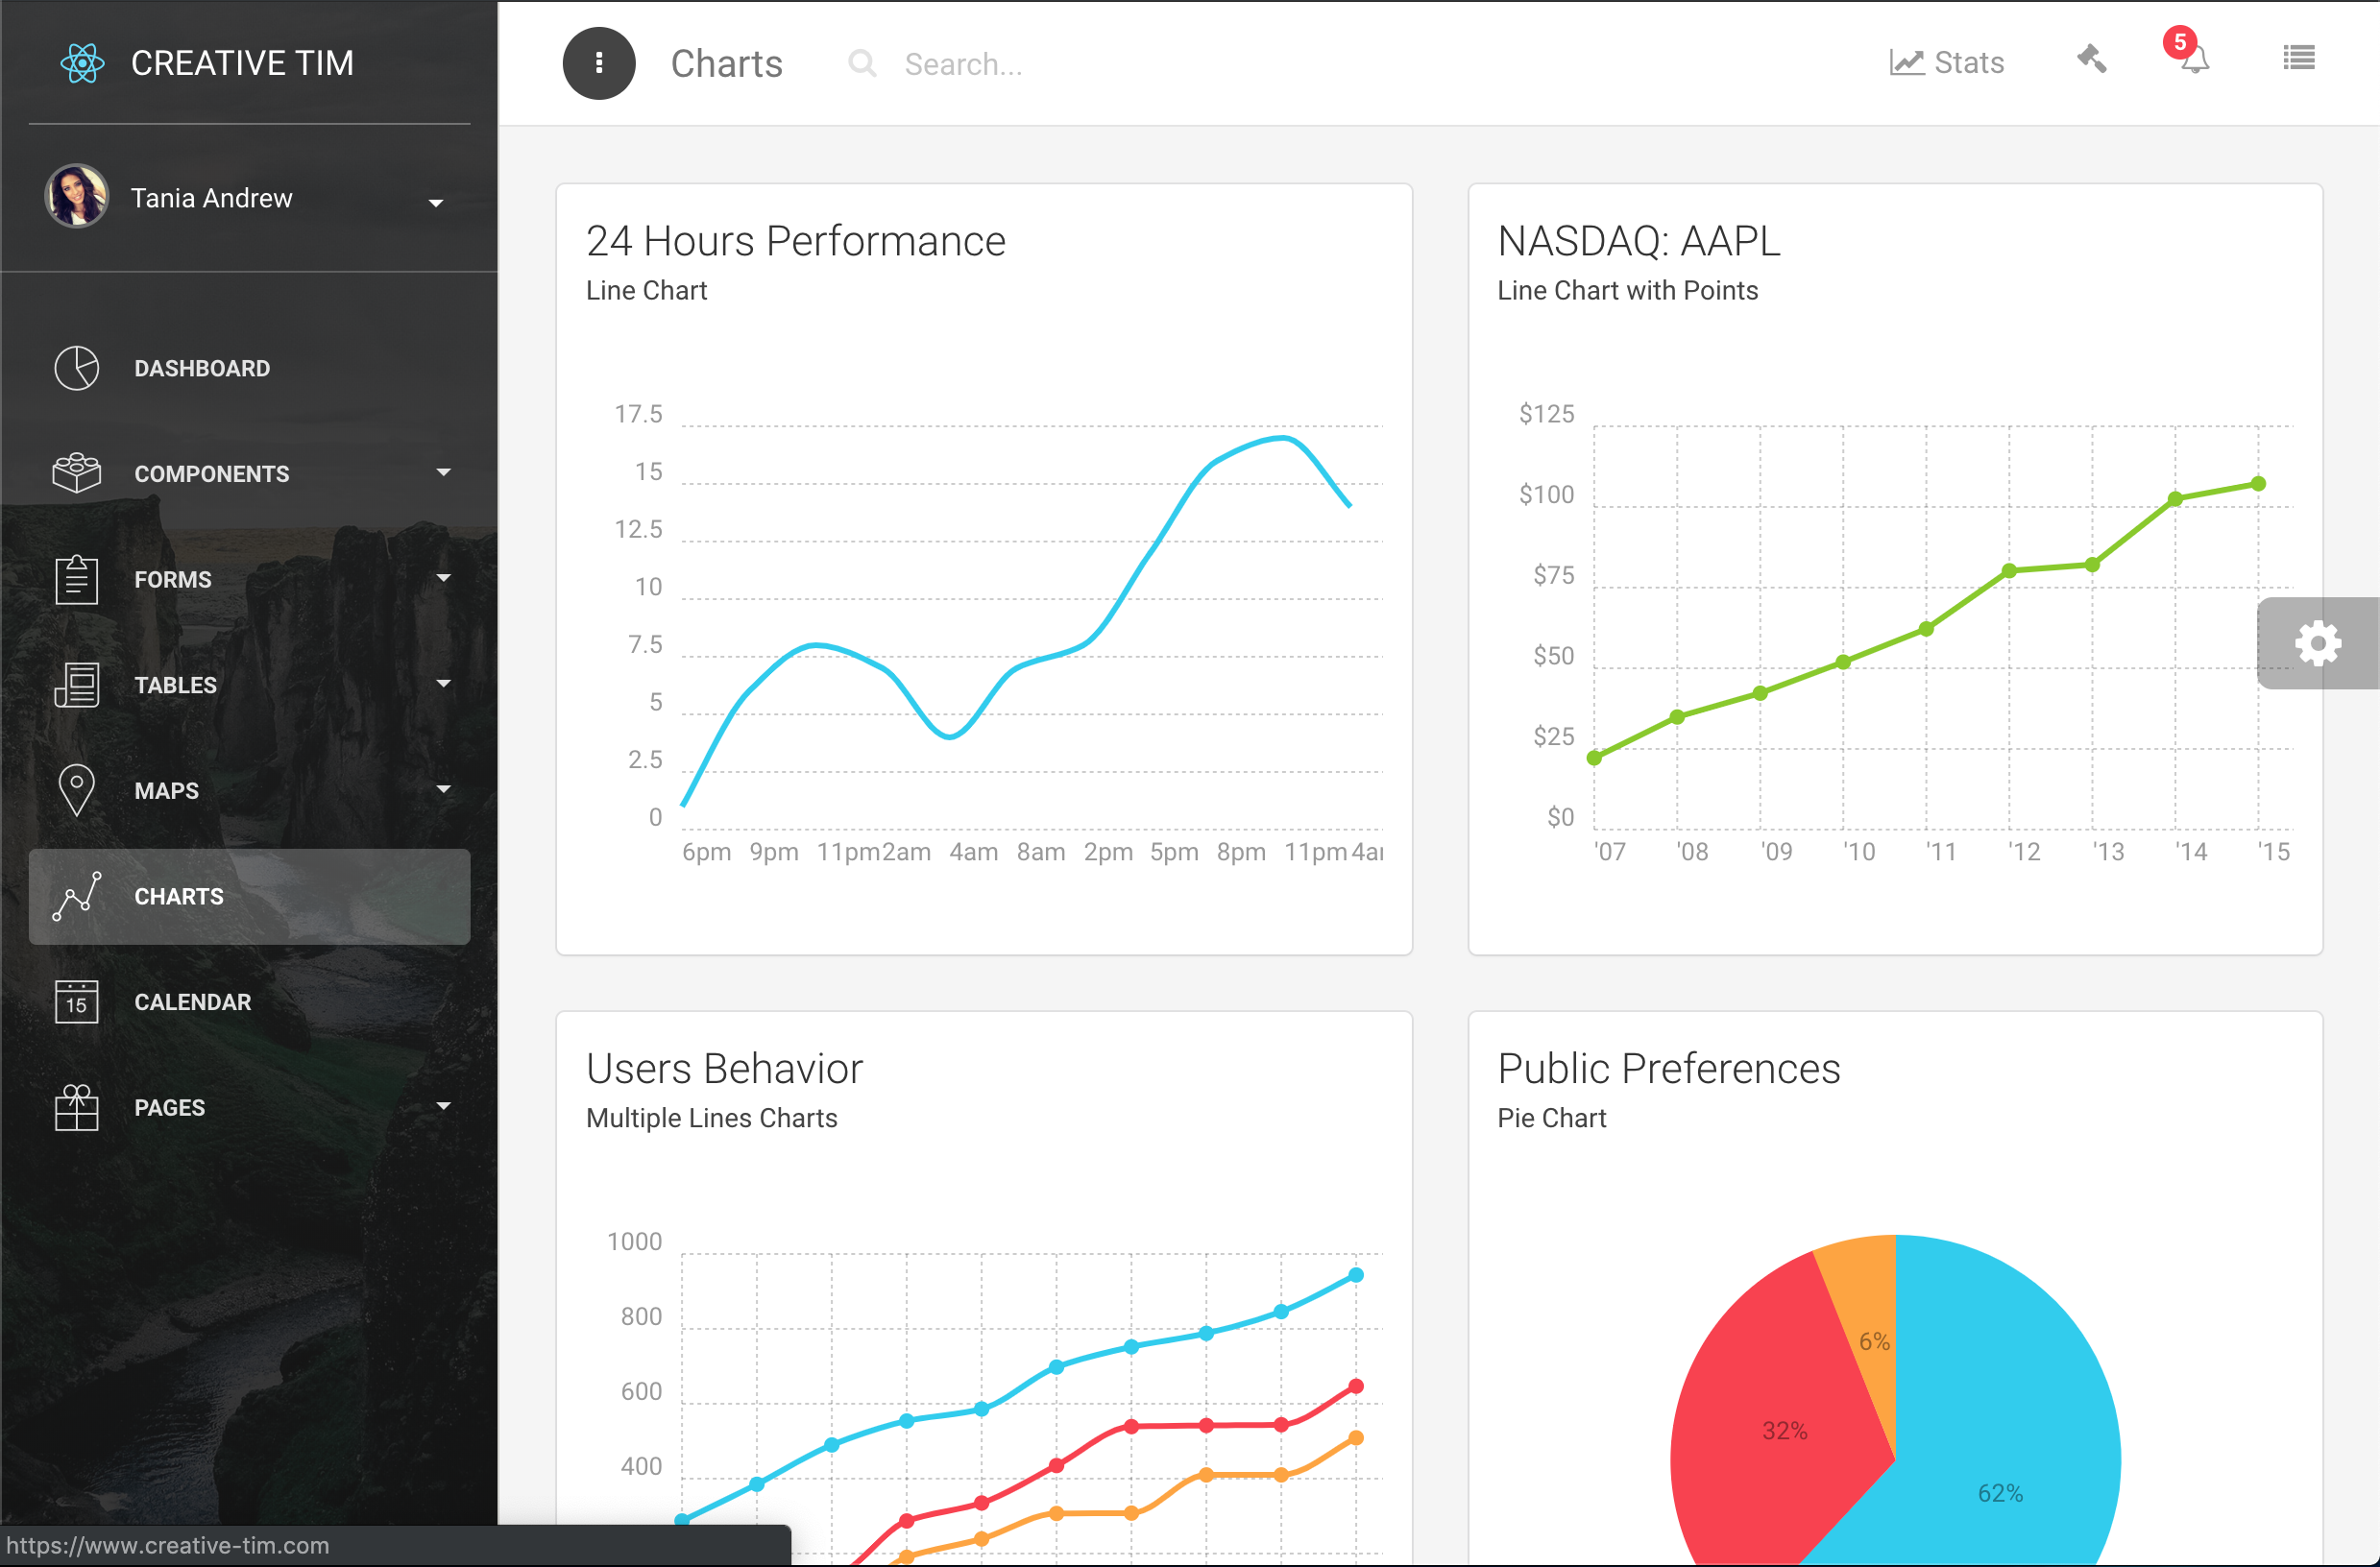 CREATIVE TIM
Tania Andrew
DASHBOARD
COMPONENTS
FORMS
TABLES
MAPS
CHARTS
15
CALENDAR
PAGES
https://www.creative-tim.com
Charts
Search...
Stats
5
24 Hours Performance
Line Chart
17.5
15
12.5
10
7.5
5
2.5
0
6pm 9pm 11pm 2am 4am 8am 2pm 5pm 8pm 11pm 4a
NASDAQ: AAPL
Line Chart with Points
$125
$100
$75
$50
$25
$0
'07 '08 '09 '10 '11 '12 '13 '14 '15
Users Behavior
Multiple Lines Charts
1000
800
600
400
Public Preferences
Pie Chart
6%
32%
62%